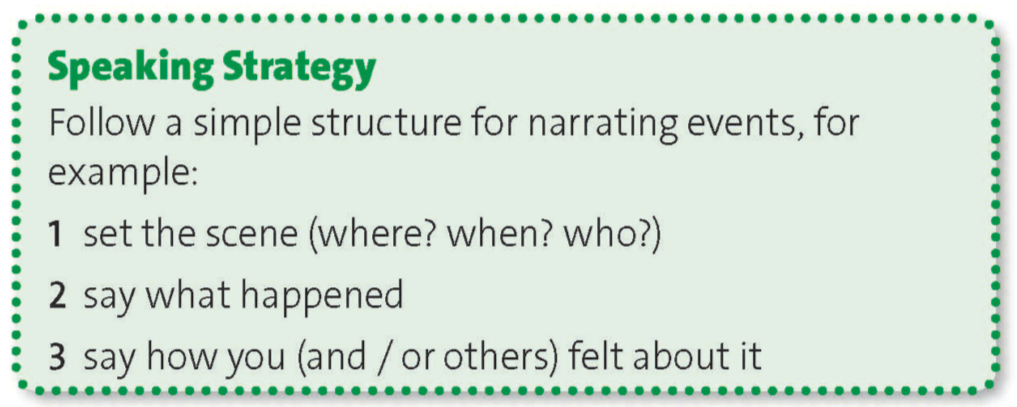 Speaking Strategy
Follow a simple structure for narrating events, for
example:
1 set the scene (where? when? who?)
2 say what happened
3 say how you (and / or others) felt about it